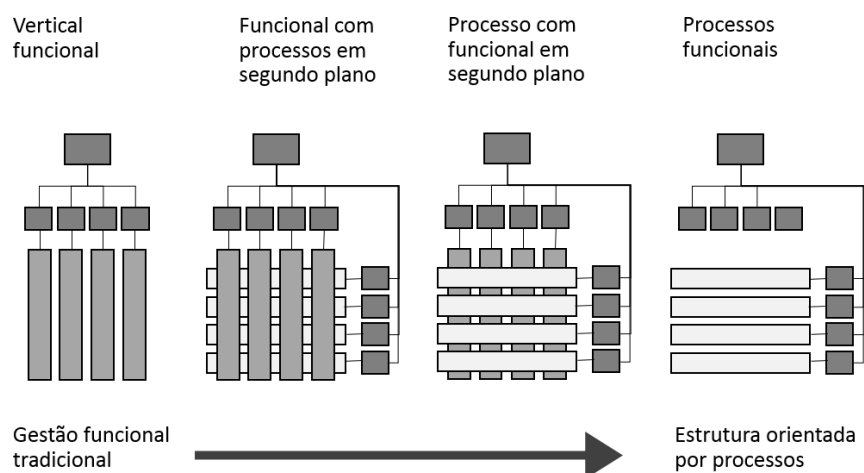 Vertical
funcional
Funcional com
processos em
segundo plano
Processo com
funcional em
segundo plano
Processos
funcionais
Gestão funcional
tradicional
Estrutura orientada
por processos